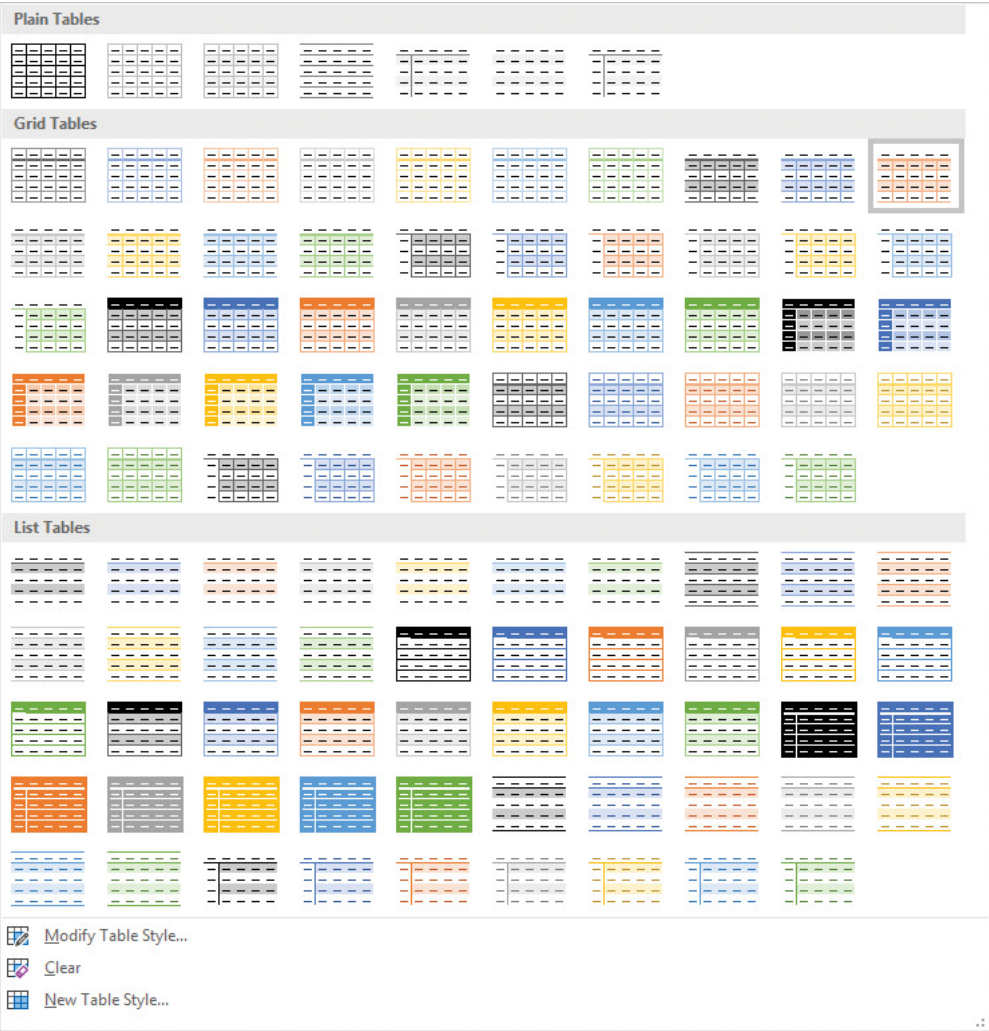 Plain Tables
Grid Tables
List Tables
Modify Table Style...
Clear
New Table Style...